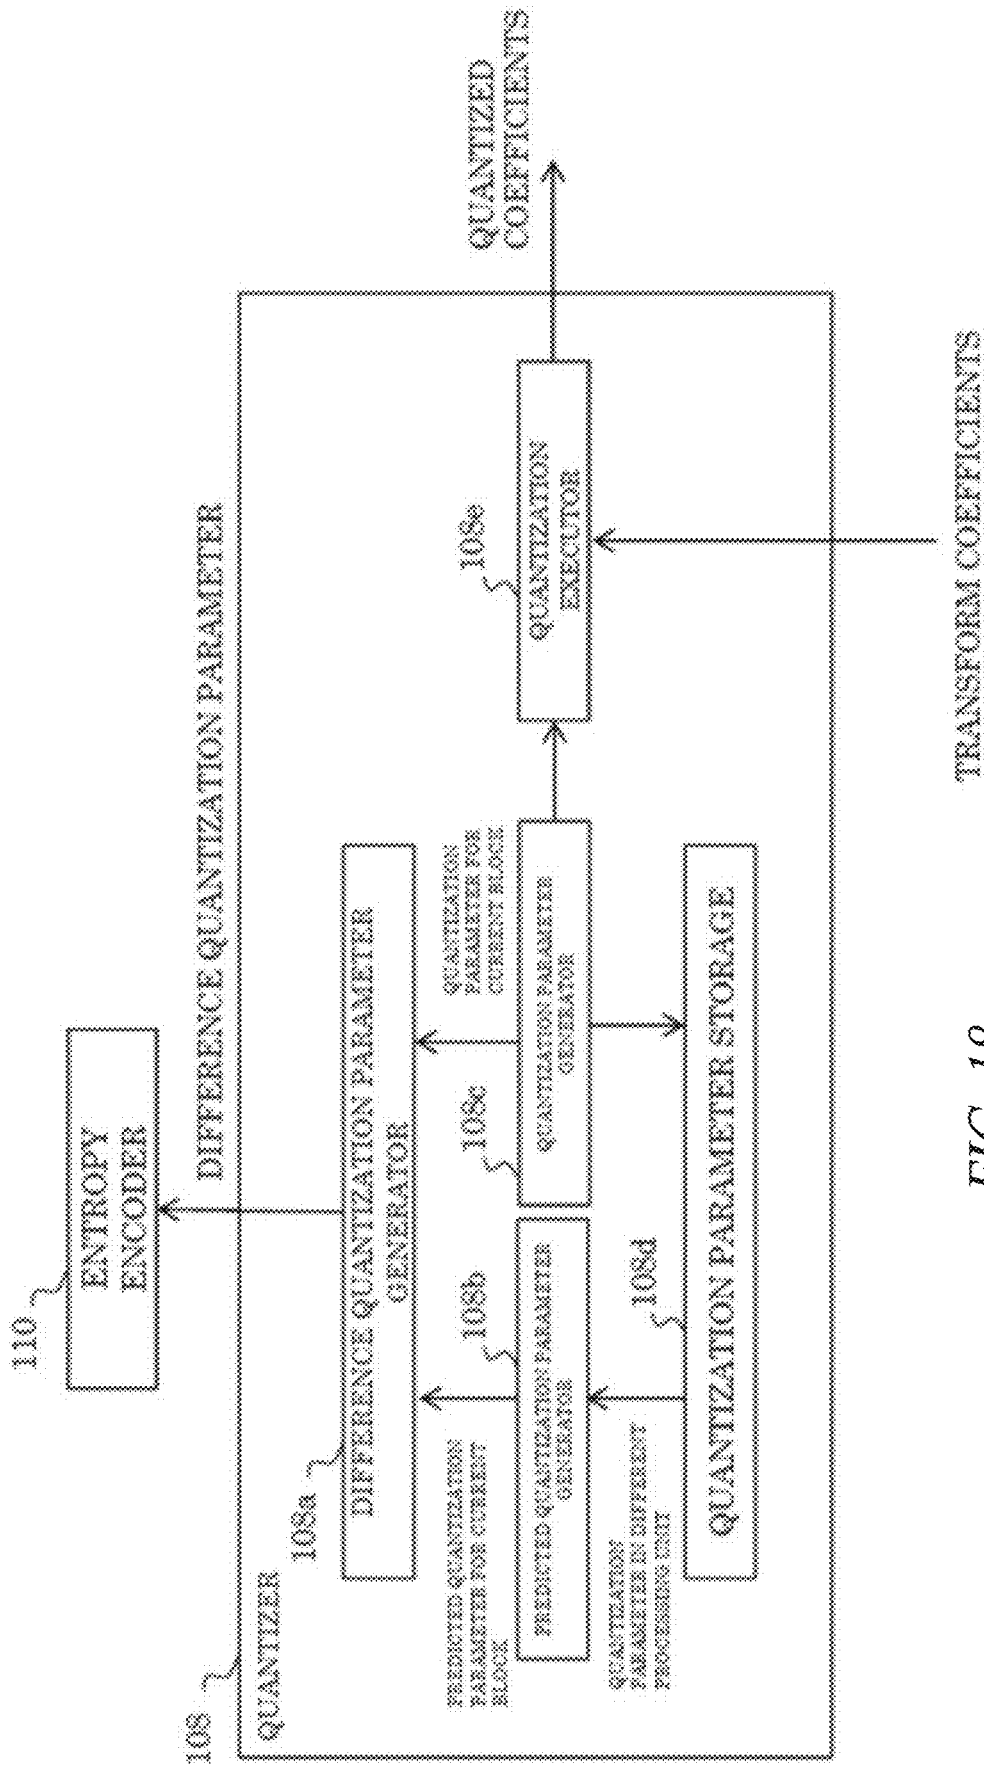 110
ENTROPY
ENCODER
DIFFERENCE QUANTIZATION PARAMETER
108
QUANTIZER
108a
DIFFERENCE QUANTIZATION PARAMETER
GENERATOR
PREDICTED QUANTIZATION
PARAMETER FOR CURRENT
BLOCK
108b
PREDICTED QUANTIZATION PARAMETER
GENERATOR
QUANTIZATION
PARAMETER FOR
CURRENT BLOCK
108c
QUANTIZATION PARAMETER
GENERATOR
108e
QUANTIZATION
EXECUTOR
QUANTIZED
COEFFICIENTS
QUANTIZATION
PARAMETER IN DIFFERENT
PROCESSING UNIT
108d
QUANTIZATION PARAMETER STORAGE
TRANSFORM COEFFICIENTS